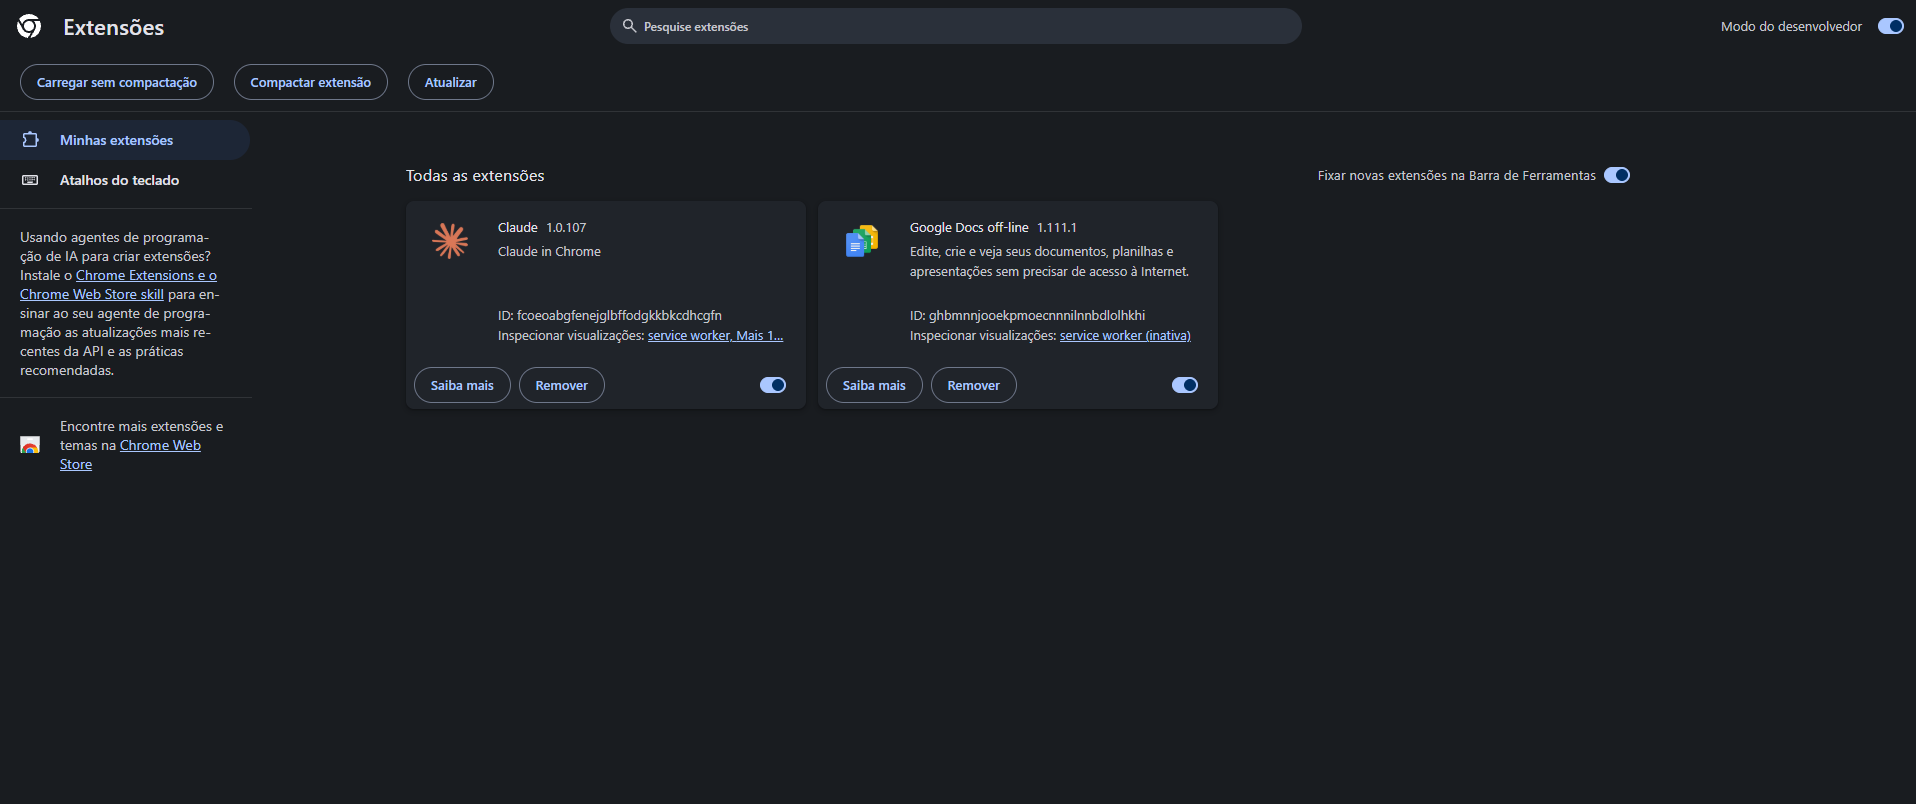 Extensões
Pesquise extensões
Modo do desenvolvedor
Carregar sem compactação
Compactar extensão
Atualizar
Minhas extensões
Atalhos do teclado
Usando agentes de programa-
ção de IA para criar extensões?
Instale o Chrome Extensions e o
Chrome Web Store skill para en-
sinar ao seu agente de progra-
mação as atualizações mais re-
centes da API e as práticas
recomendadas.
Encontre mais extensões e
temas na Chrome Web
Store
Todas as extensões
Fixar novas extensões na Barra de Ferramentas
Claude 1.0.107
Claude in Chrome
ID: fcoeoabgfenejglbffodgkkbkcdhcgfn
Inspecionar visualizações: service worker, Mais 1...
Saiba mais
Remover
Google Docs off-line 1.111.1
Edite, crie e veja seus documentos, planilhas e
apresentações sem precisar de acesso à Internet.
ID: ghbmnnjooekpmoecnnnilnnbdlolhkhi
Inspecionar visualizações: service worker (inativa)
Saiba mais
Remover